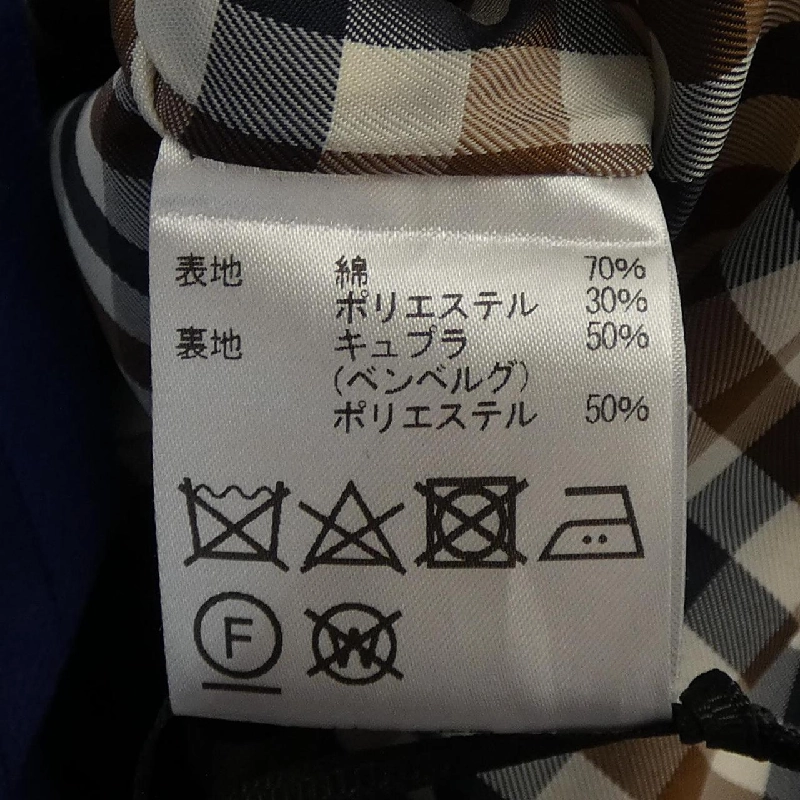 表地 綿 70%
ポリエステル 30%
裏地 キュプラ 50%
(ベンベルグ)
ポリエステル 50%
F W